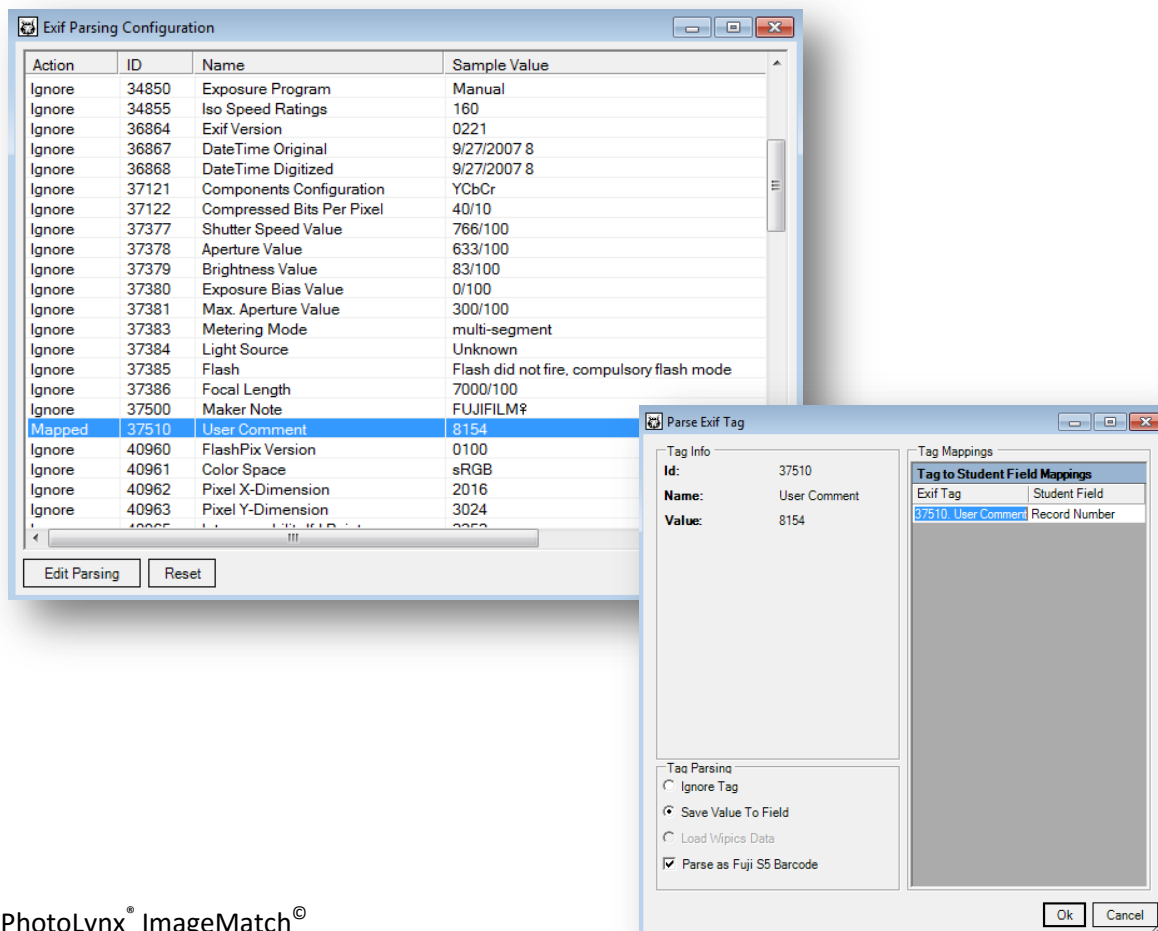 Exif Parsing Configuration
Action ID Name Sample Value
Ignore 34850 Exposure Program Manual
Ignore 34855 Iso Speed Ratings 160
Ignore 36864 Exif Version 0221
Ignore 36867 DateTime Original 9/27/2007 8
Ignore 36868 DateTime Digitized 9/27/2007 8
Ignore 37121 Components Configuration YCbCr
Ignore 37122 Compressed Bits Per Pixel 40/10
Ignore 37377 Shutter Speed Value 766/100
Ignore 37378 Aperture Value 633/100
Ignore 37379 Brightness Value 83/100
Ignore 37380 Exposure Bias Value 0/100
Ignore 37381 Max. Aperture Value 300/100
Ignore 37383 Metering Mode multi-segment
Ignore 37384 Light Source Unknown
Ignore 37385 Flash Flash did not fire, compulsory flash mode
Ignore 37386 Focal Length 7000/100
Ignore 37500 Maker Note FUJIFILM♀
Mapped 37510 User Comment 8154
Ignore 40960 FlashPix Version 0100
Ignore 40961 Color Space sRGB
Ignore 40962 Pixel X-Dimension 2016
Ignore 40963 Pixel Y-Dimension 3024
Edit Parsing Reset
Parse Exif Tag
Tag Info
Id: 37510
Name: User Comment
Value: 8154
Tag Mappings
Tag to Student Field Mappings
Exif Tag Student Field
37510. User Comment Record Number
Tag Parsing
Ignore Tag
Save Value To Field
Load Wipics Data
Parse as Fuji S5 Barcode
Ok Cancel
PhotoLynx® ImageMatch©